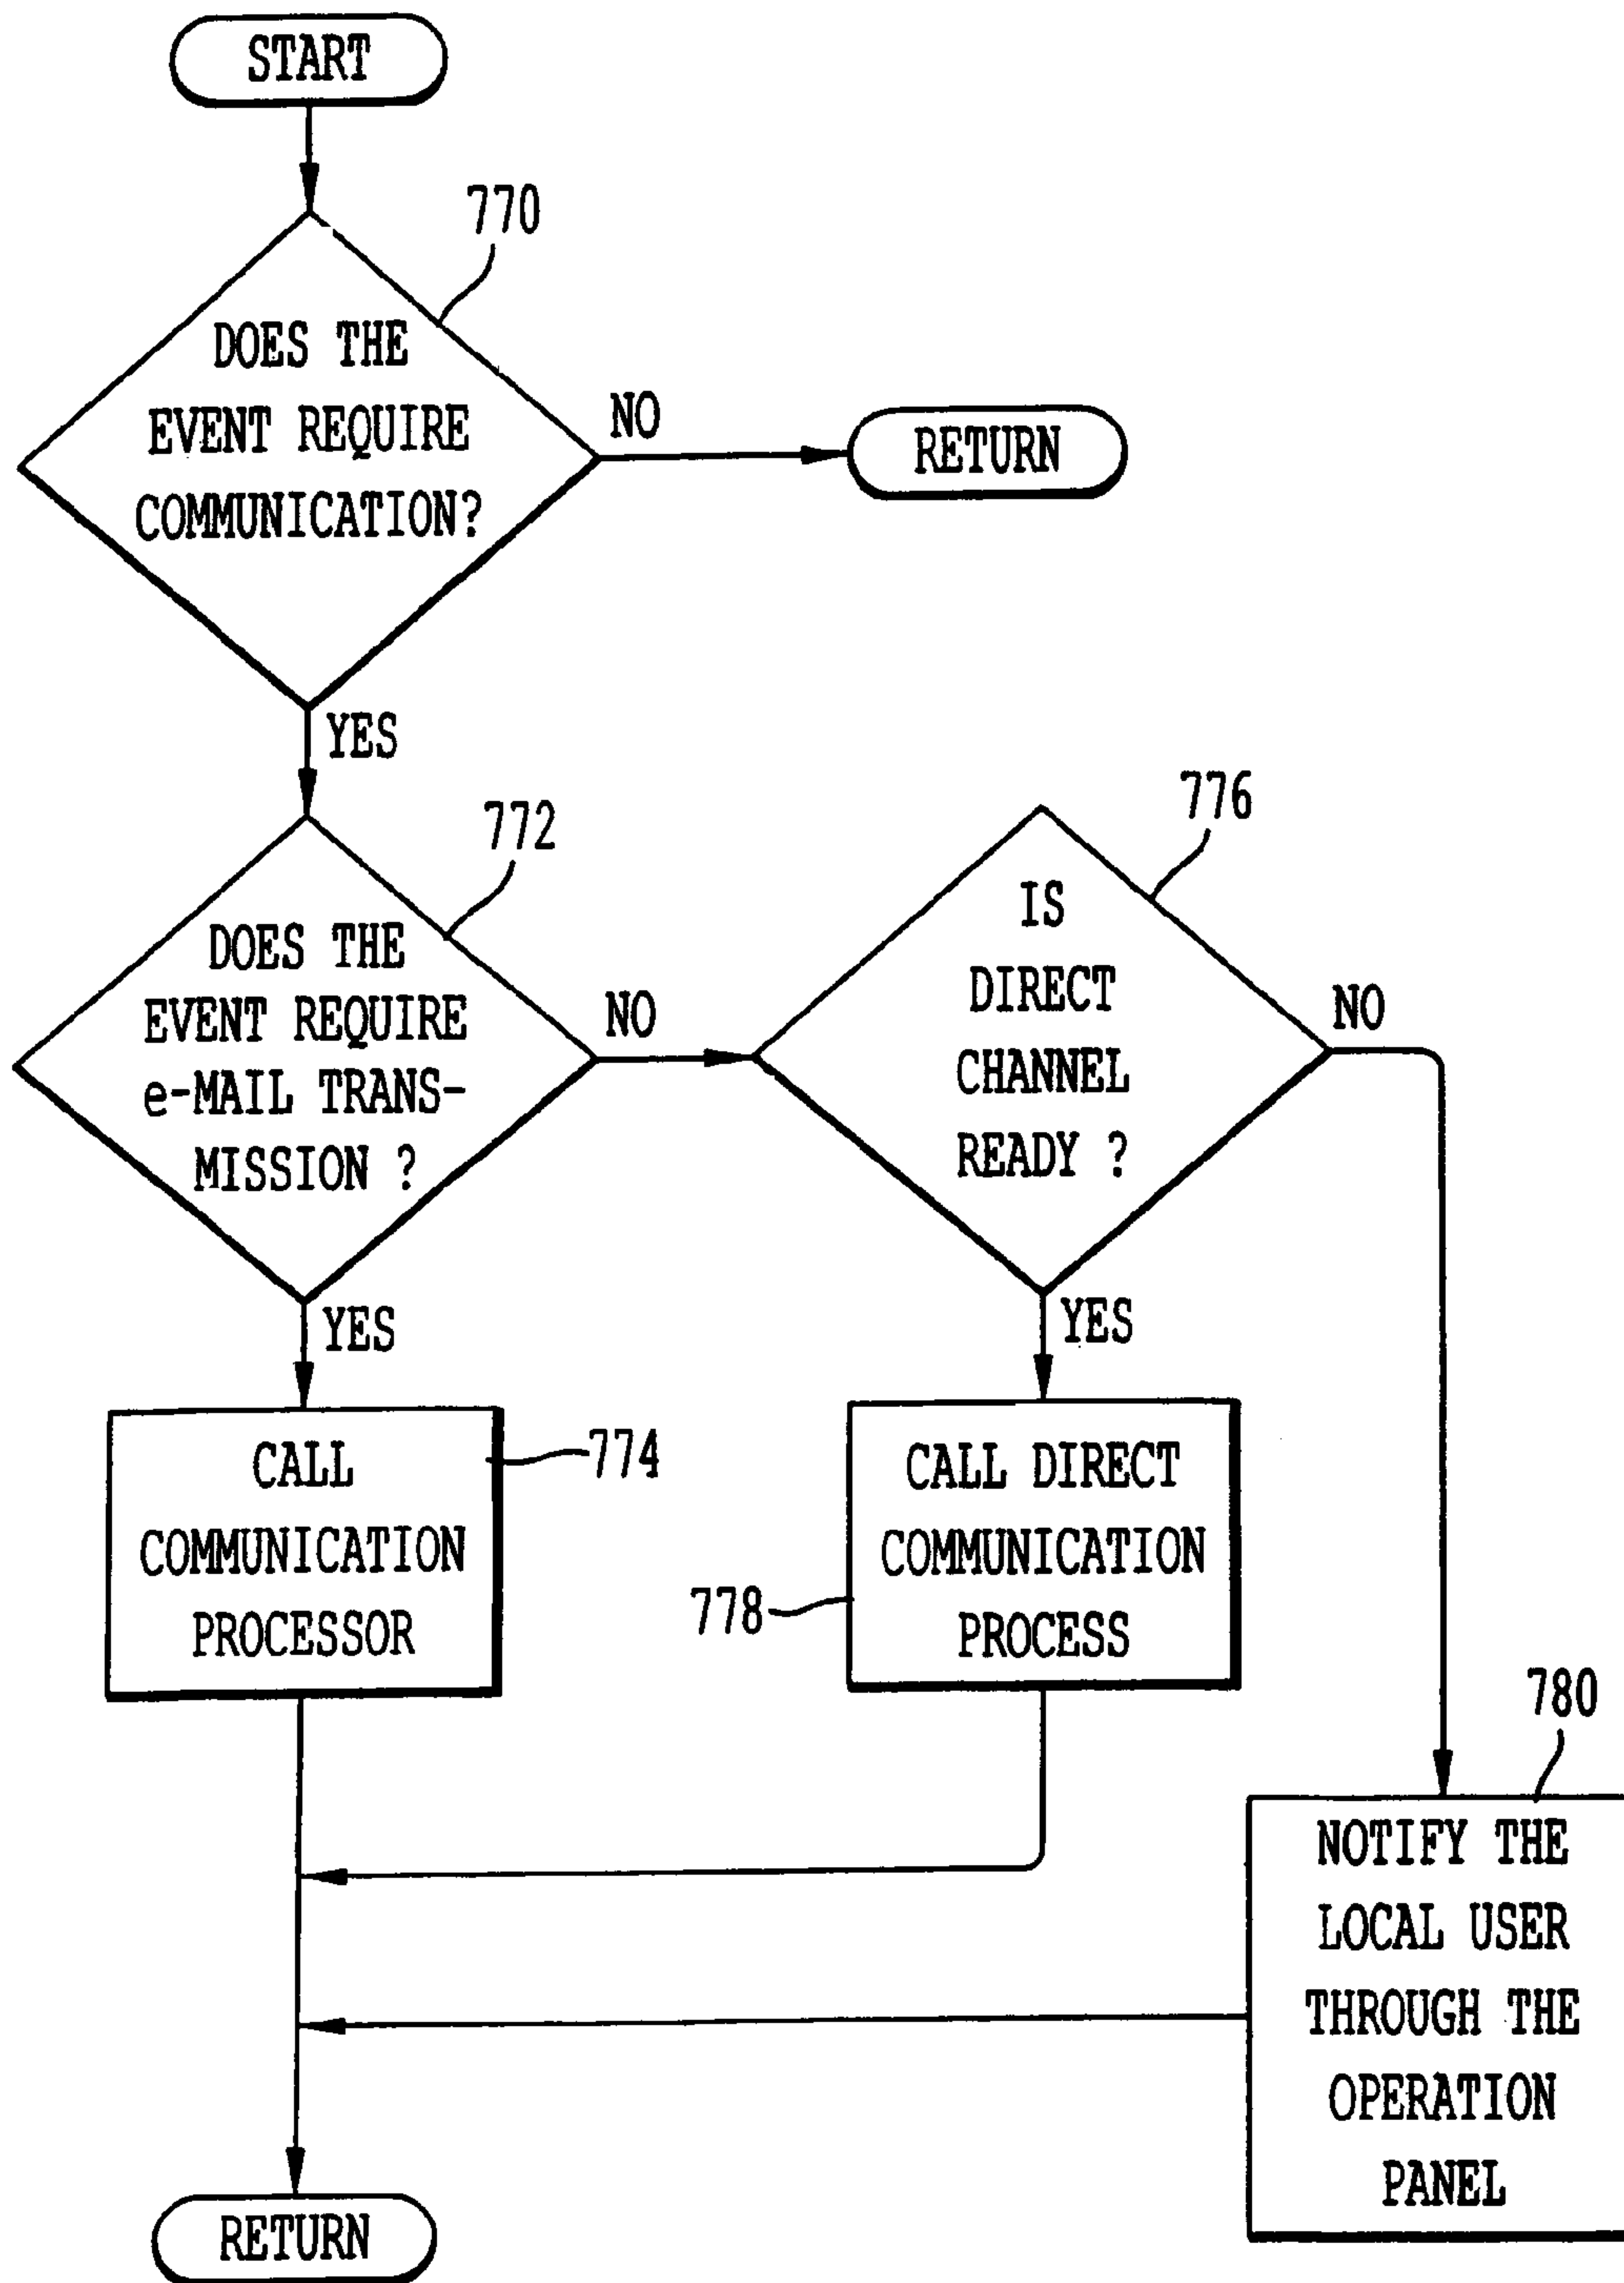 START
770
DOES THE
EVENT REQUIRE
COMMUNICATION?
NO
RETURN
YES
772
DOES THE
EVENT REQUIRE
e-MAIL TRANS-
MISSION ?
NO
776
IS
DIRECT
CHANNEL
READY ?
NO
YES
YES
CALL
COMMUNICATION
PROCESSOR
774
CALL DIRECT
COMMUNICATION
PROCESS
778
780
NOTIFY THE
LOCAL USER
THROUGH THE
OPERATION
PANEL
RETURN